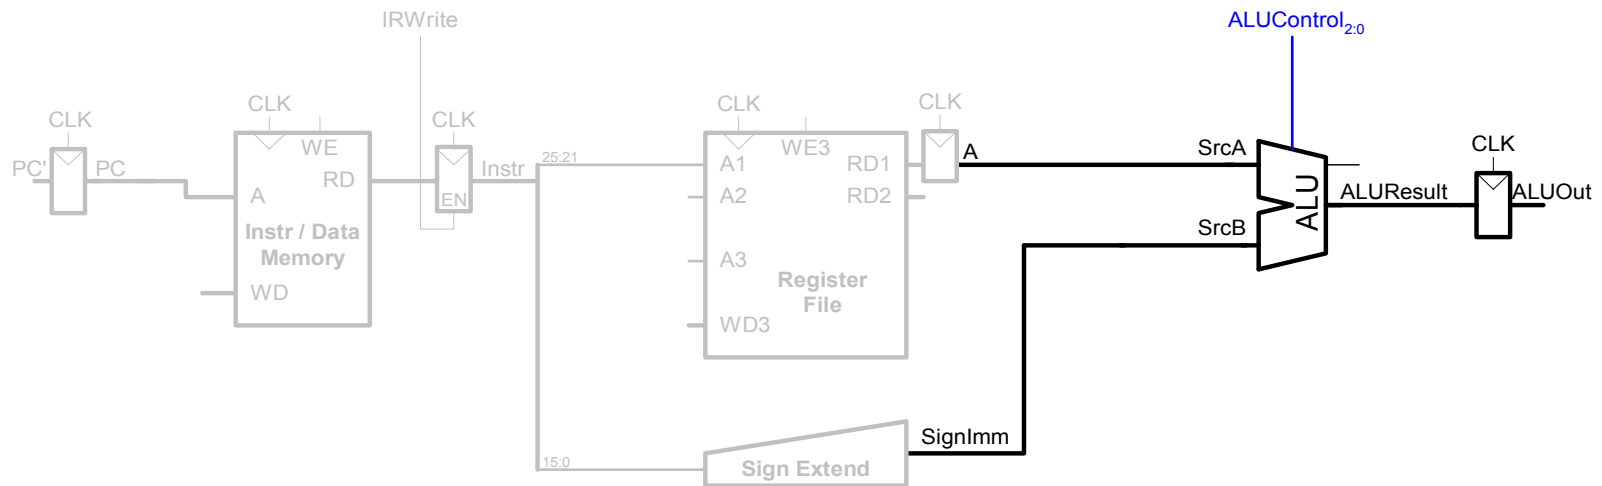 IRWrite
ALUControl2:0
CLK
CLK
CLK
CLK
CLK
CLK
PC'
PC
WE
RD
A
EN
Instr / Data
Memory
WD
Instr
25:21
A1
WE3
RD1
A2
RD2
A3
Register
File
WD3
A
SrcA
SrcB
ALU
ALUResult
ALUOut
SignImm
15:0
Sign Extend